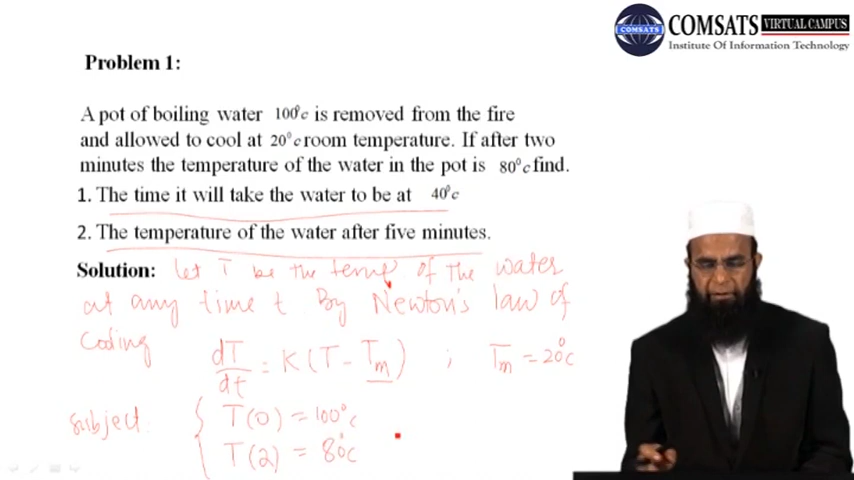 COMSATS VIRTUAL CAMPUS
COMSATS
Institute Of Information Technology
Problem 1:
A pot of boiling water 100⁰c is removed from the fire
and allowed to cool at 20⁰c room temperature. If after two
minutes the temperature of the water in the pot is 80⁰c find.
1. The time it will take the water to be at 40⁰c
2. The temperature of the water after five minutes.
Solution: let T be the temp of The water
at any time t. By Newton's law of
Cooling
dT/dt = K(T - Tm) ; Tm = 20°C
Subject { T(0) = 100°C
T(2) = 80°C